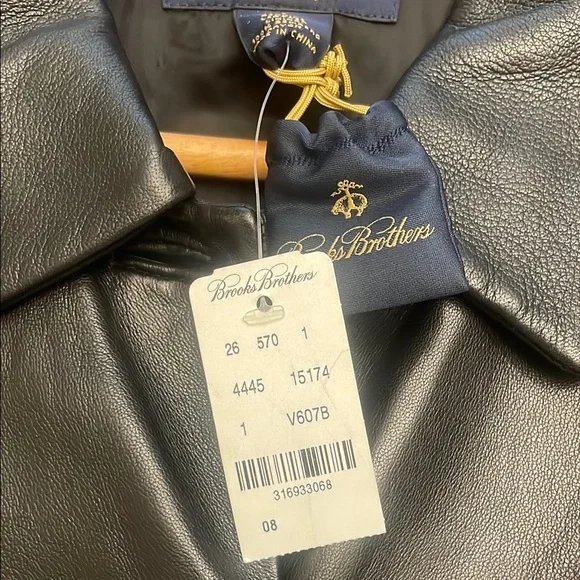 MADE IN CHINA
Brooks Brothers
Brooks Brothers
26 570 1
4445 15174
1 V607B
316933068
08